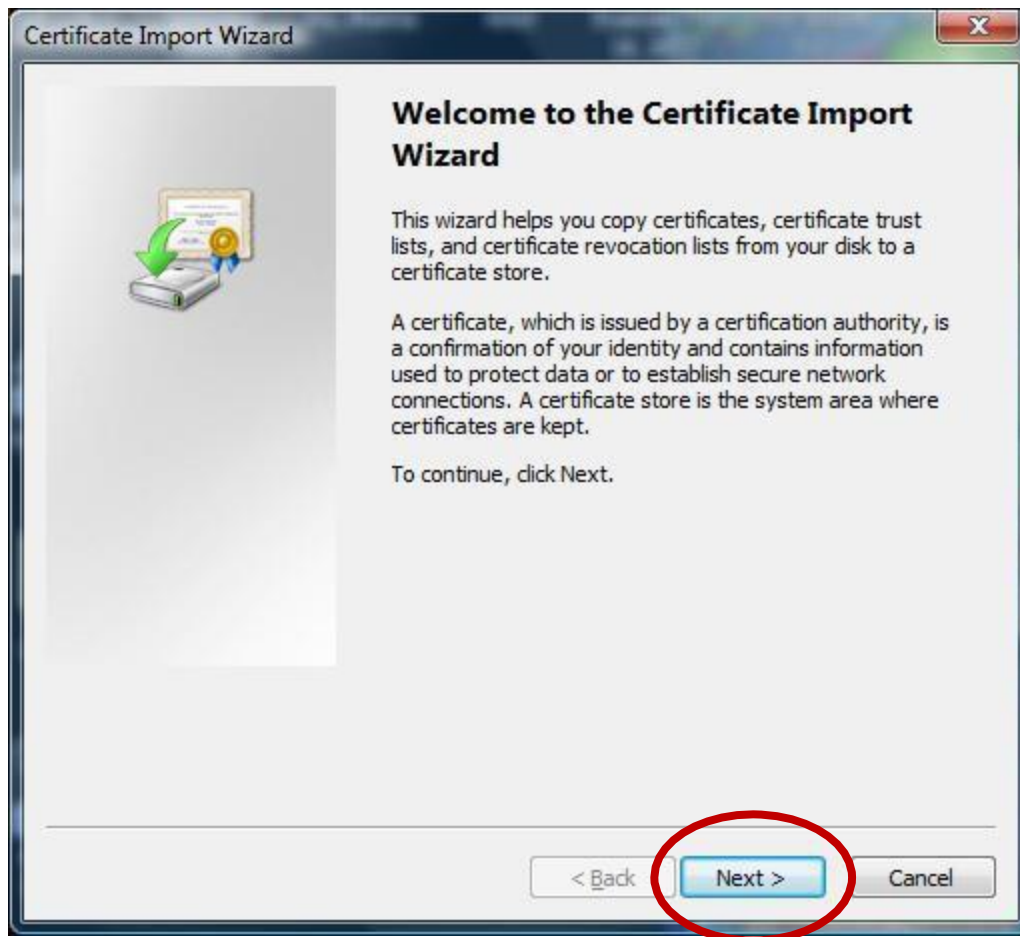 Certificate Import Wizard
X
Welcome to the Certificate Import
Wizard
This wizard helps you copy certificates, certificate trust
lists, and certificate revocation lists from your disk to a
certificate store.
A certificate, which is issued by a certification authority, is
a confirmation of your identity and contains information
used to protect data or to establish secure network
connections. A certificate store is the system area where
certificates are kept.
To continue, click Next.
< Back Next > Cancel